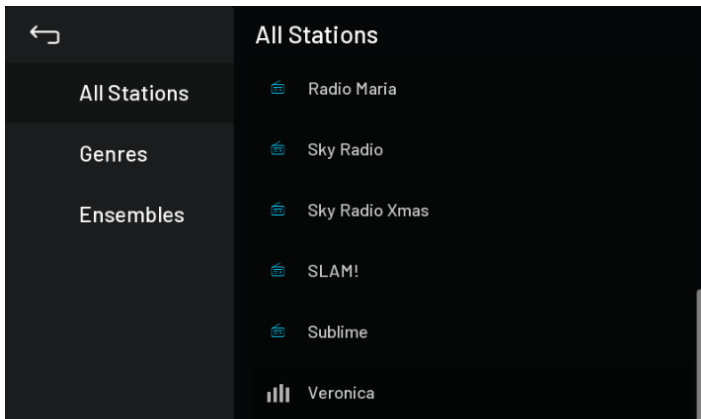 All Stations
All Stations
Genres
Ensembles
Radio Maria
Sky Radio
Sky Radio Xmas
SLAM!
Sublime
Veronica